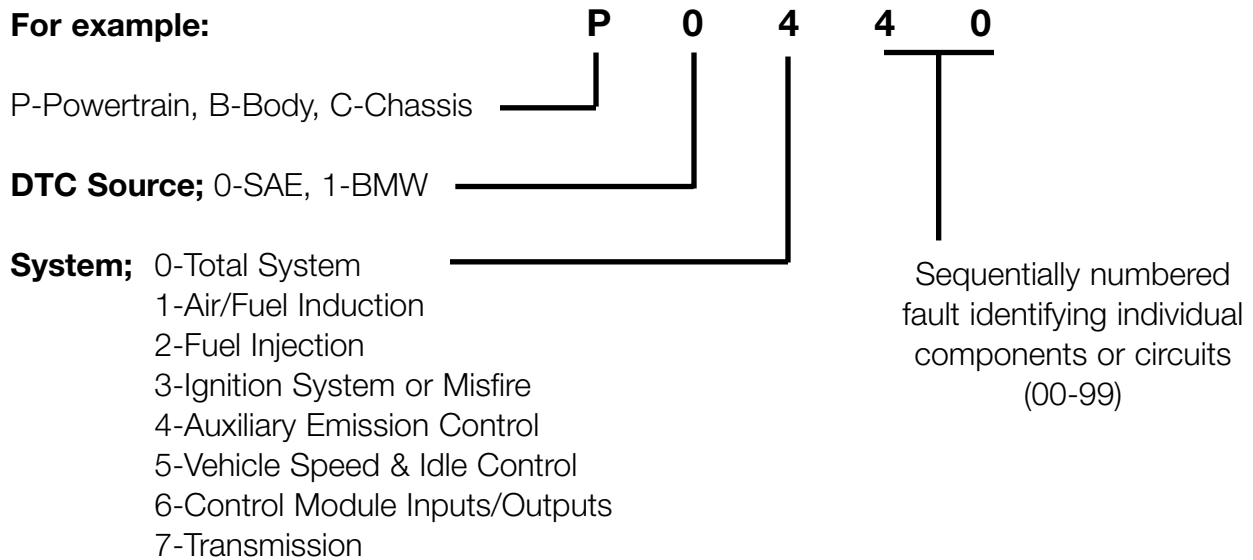 For example: P 0 4 4 0
P-Powertrain, B-Body, C-Chassis
DTC Source; 0-SAE, 1-BMW
System; 0-Total System
1-Air/Fuel Induction
2-Fuel Injection
3-Ignition System or Misfire
4-Auxiliary Emission Control
5-Vehicle Speed & Idle Control
6-Control Module Inputs/Outputs
7-Transmission
Sequentially numbered
fault identifying individual
components or circuits
(00-99)